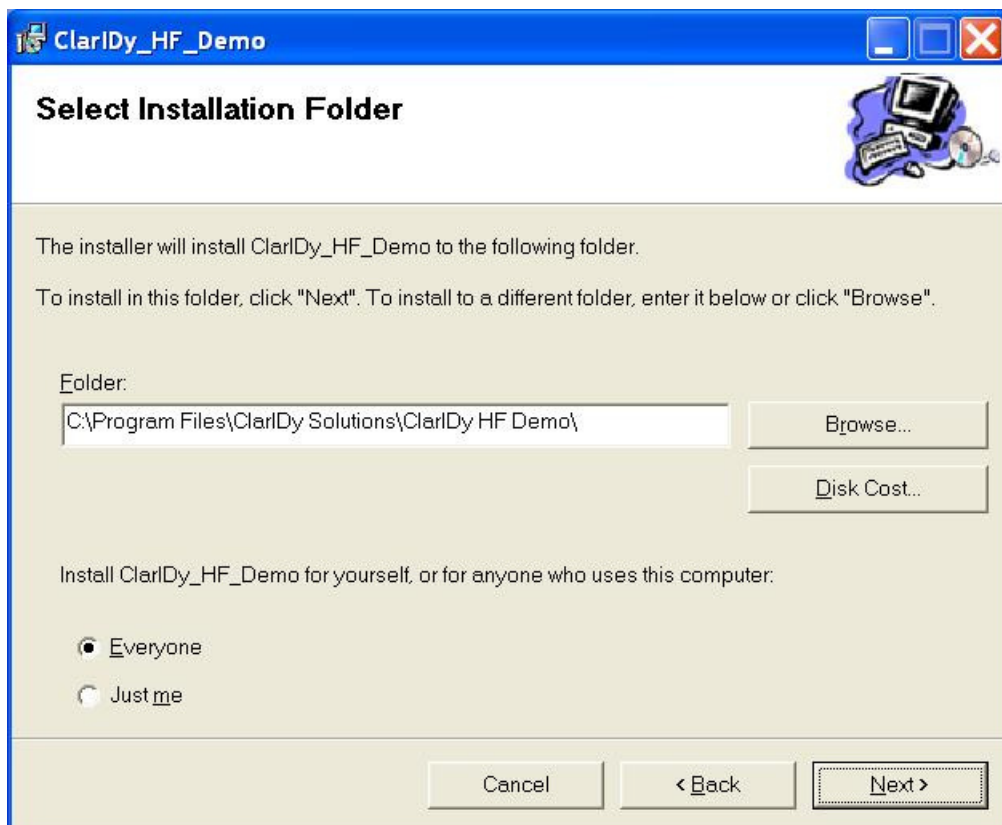 ClarIDy_HF_Demo
Select Installation Folder
The installer will install ClarIDy_HF_Demo to the following folder.
To install in this folder, click "Next". To install to a different folder, enter it below or click "Browse".
Folder:
C:\Program Files\ClarIDy Solutions\ClarIDy HF Demo\
Browse...
Disk Cost...
Install ClarIDy_HF_Demo for yourself, or for anyone who uses this computer:
Everyone
Just me
Cancel
< Back
Next >